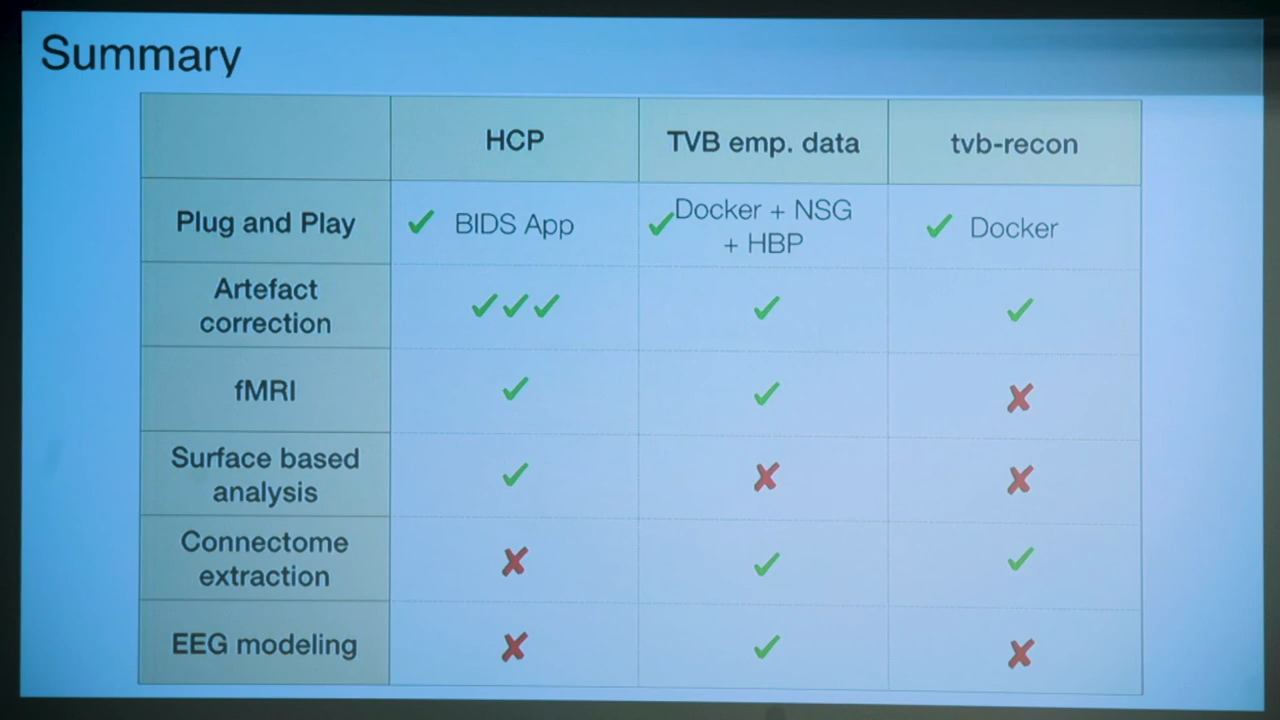 Summary
HCP
TVB emp. data
tvb-recon
Plug and Play
✔ BIDS App
✔ Docker + NSG
+ HBP
✔ Docker
Artefact
correction
✔✔✔
✔
✔
fMRI
✔
✔
✘
Surface based
analysis
✔
✘
✘
Connectome
extraction
✘
✔
✔
EEG modeling
✘
✔
✘